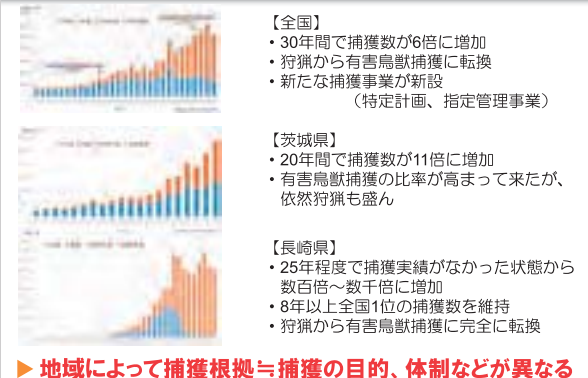 【全国】
・30年間で捕獲数が6倍に増加
・狩猟から有害鳥獣捕獲に転換
・新たな捕獲事業が新設
（特定計画、指定管理事業）
【茨城県】
・20年間で捕獲数が11倍に増加
・有害鳥獣捕獲の比率が高まって来たが、
依然狩猟も盛ん
【長崎県】
・25年程度で捕獲実績がなかった状態から
数百倍～数千倍に増加
・8年以上全国1位の捕獲数を維持
・狩猟から有害鳥獣捕獲に完全に転換
▶ 地域によって捕獲根拠≒捕獲の目的、体制などが異なる